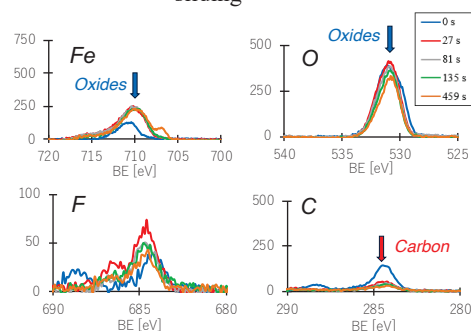 Fe
Oxides
750
500
250
0
720 715 710 705 700
BE [eV]
O
Oxides
500
250
0
540 535 530 525
BE [eV]
0 s
27 s
81 s
135 s
459 s
F
100
50
0
690 685 680
BE [eV]
C
Carbon
500
250
0
290 285 280
BE [eV]